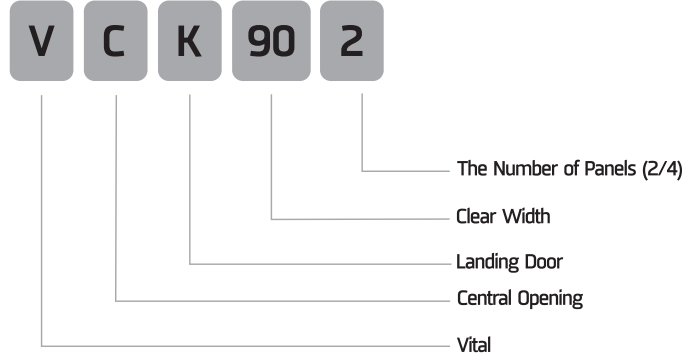 V C K 90 2
The Number of Panels (2/4)
Clear Width
Landing Door
Central Opening
Vital